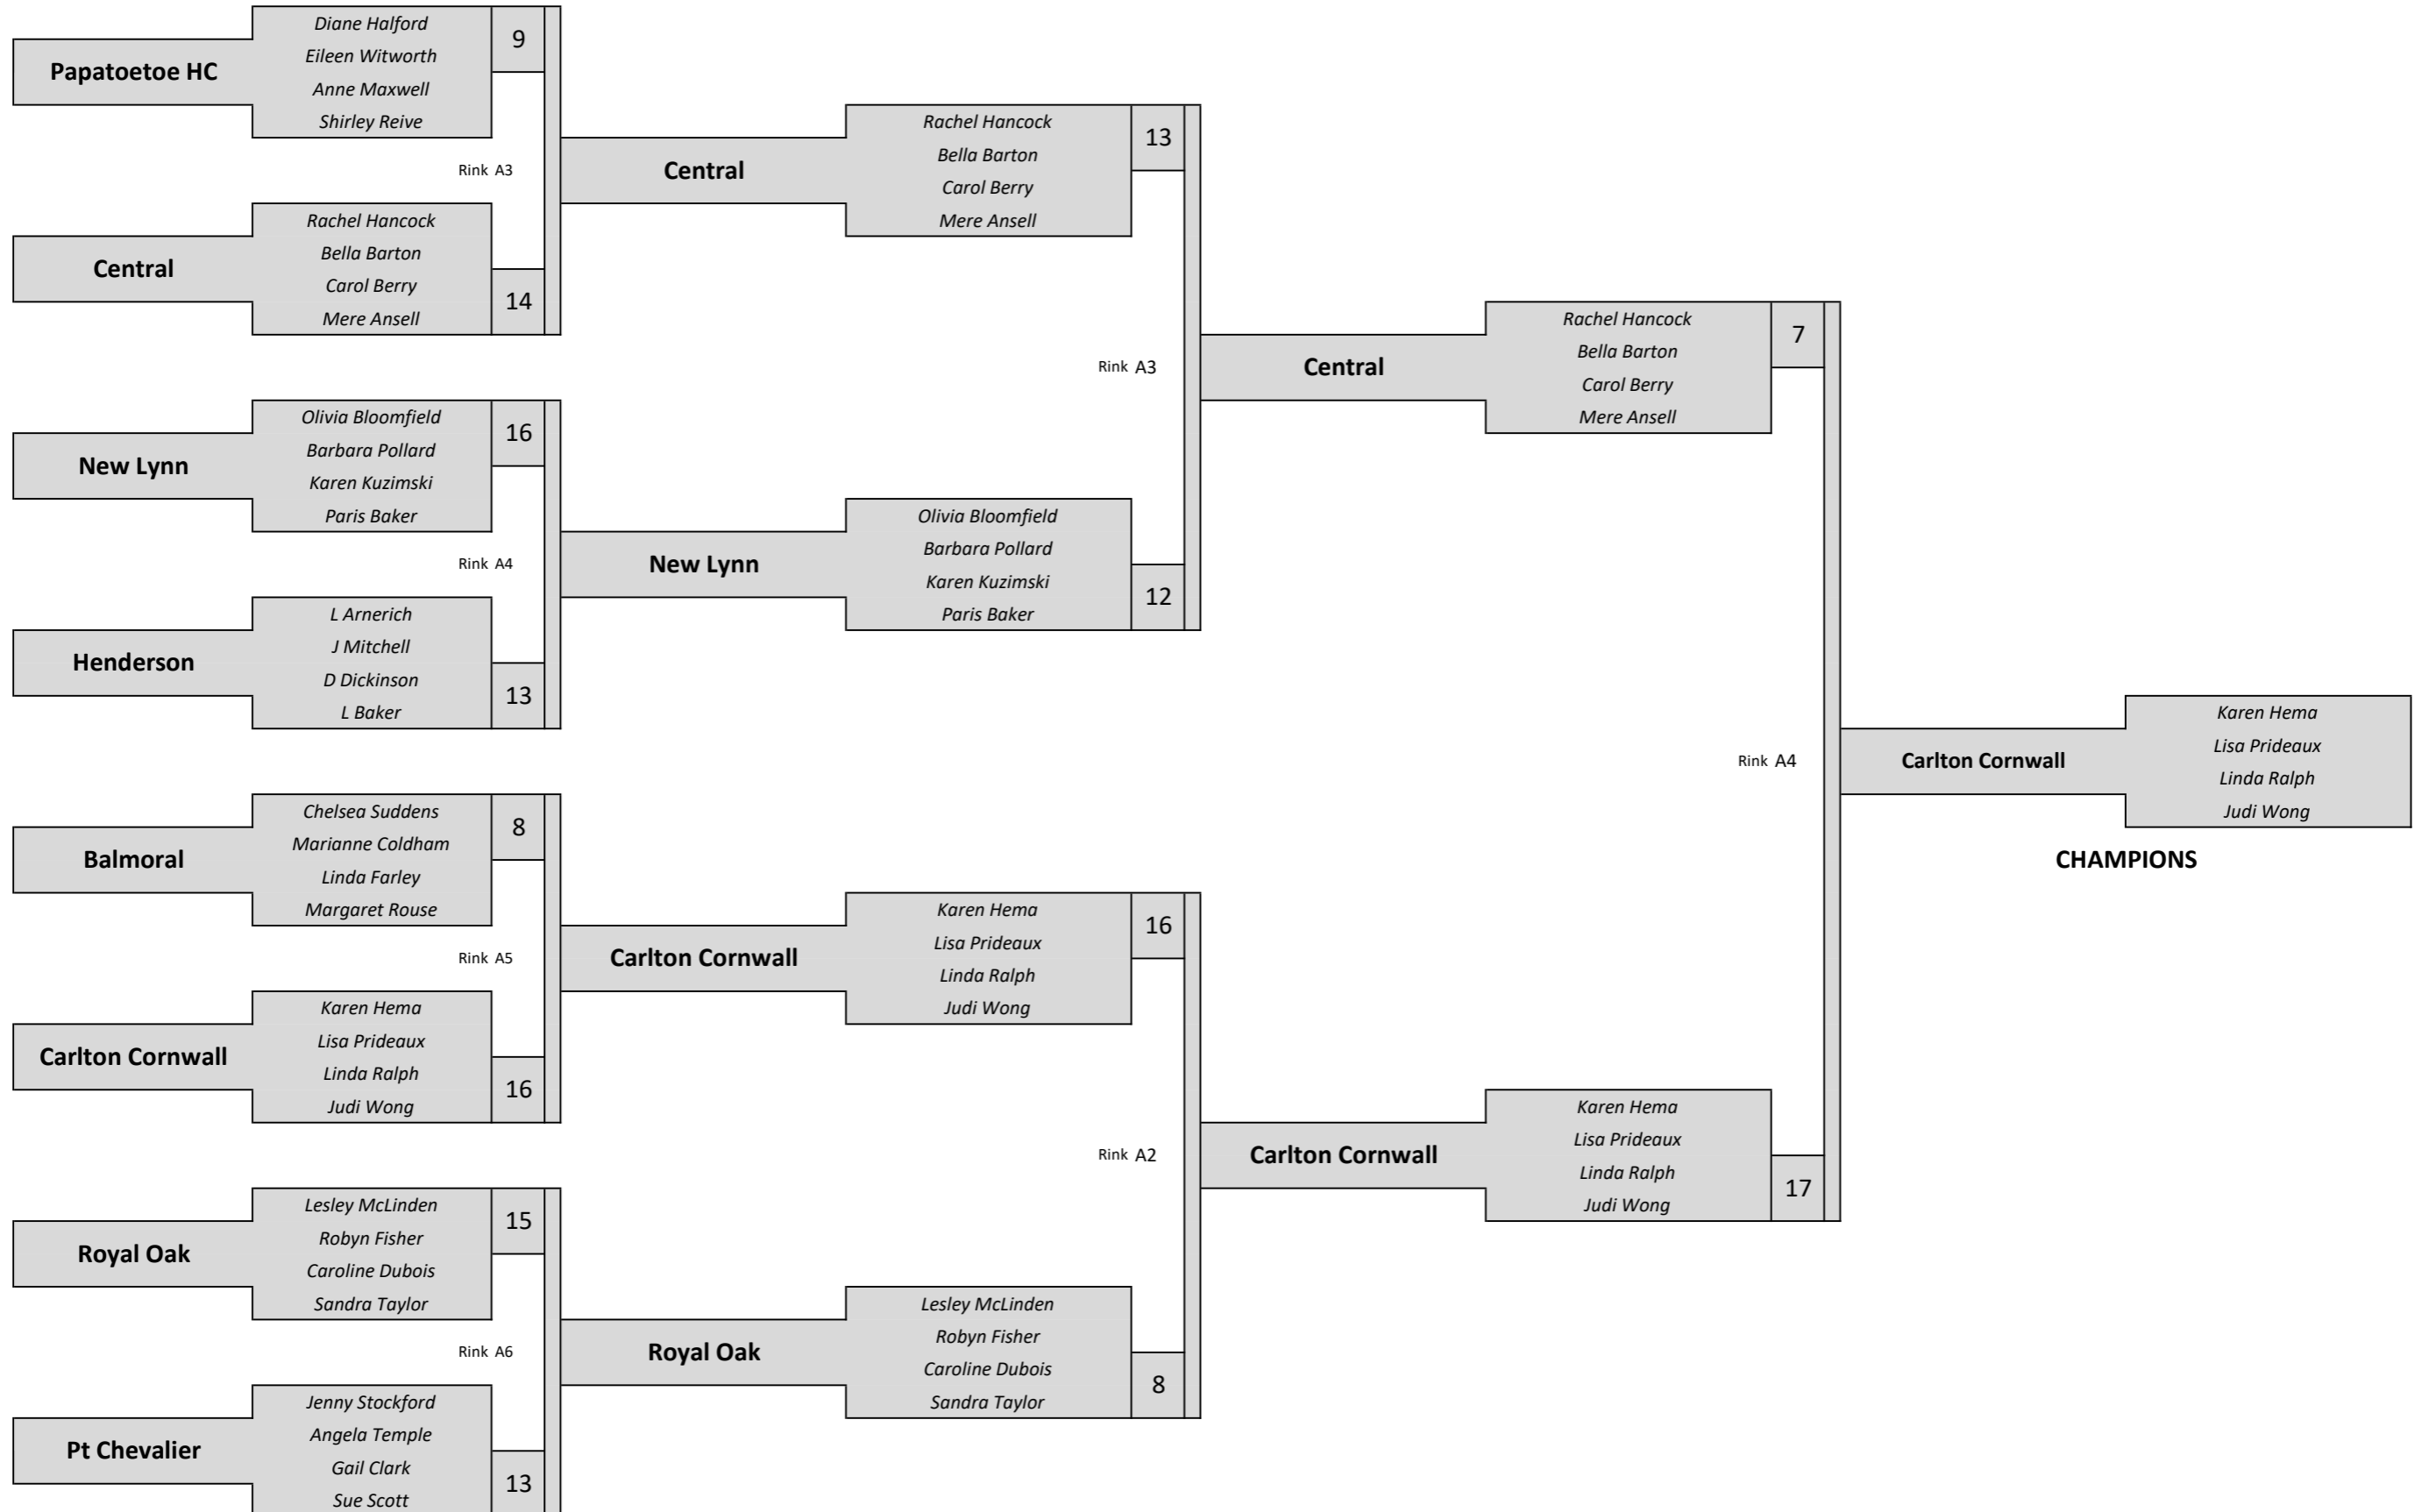 Papatoetoe HC
Diane Halford
Eileen Witworth
Anne Maxwell
Shirley Reive
9
Rink A3
Central
Rachel Hancock
Bella Barton
Carol Berry
Mere Ansell
14
New Lynn
Olivia Bloomfield
Barbara Pollard
Karen Kuzimski
Paris Baker
16
Rink A4
Henderson
L Arnerich
J Mitchell
D Dickinson
L Baker
13
Balmoral
Chelsea Suddens
Marianne Coldham
Linda Farley
Margaret Rouse
8
Rink A5
Carlton Cornwall
Karen Hema
Lisa Prideaux
Linda Ralph
Judi Wong
16
Royal Oak
Lesley McLinden
Robyn Fisher
Caroline Dubois
Sandra Taylor
15
Rink A6
Pt Chevalier
Jenny Stockford
Angela Temple
Gail Clark
Sue Scott
13
Central
Rachel Hancock
Bella Barton
Carol Berry
Mere Ansell
13
Rink A3
New Lynn
Olivia Bloomfield
Barbara Pollard
Karen Kuzimski
Paris Baker
12
Carlton Cornwall
Karen Hema
Lisa Prideaux
Linda Ralph
Judi Wong
16
Rink A2
Royal Oak
Lesley McLinden
Robyn Fisher
Caroline Dubois
Sandra Taylor
8
Central
Rachel Hancock
Bella Barton
Carol Berry
Mere Ansell
7
Rink A4
Carlton Cornwall
Karen Hema
Lisa Prideaux
Linda Ralph
Judi Wong
17
Carlton Cornwall
Karen Hema
Lisa Prideaux
Linda Ralph
Judi Wong
CHAMPIONS